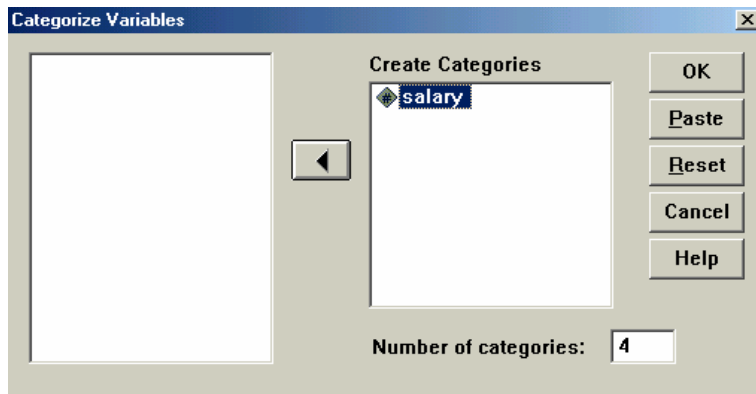 Categorize Variables
Create Categories
salary
OK
Paste
Reset
Cancel
Help
Number of categories: 4